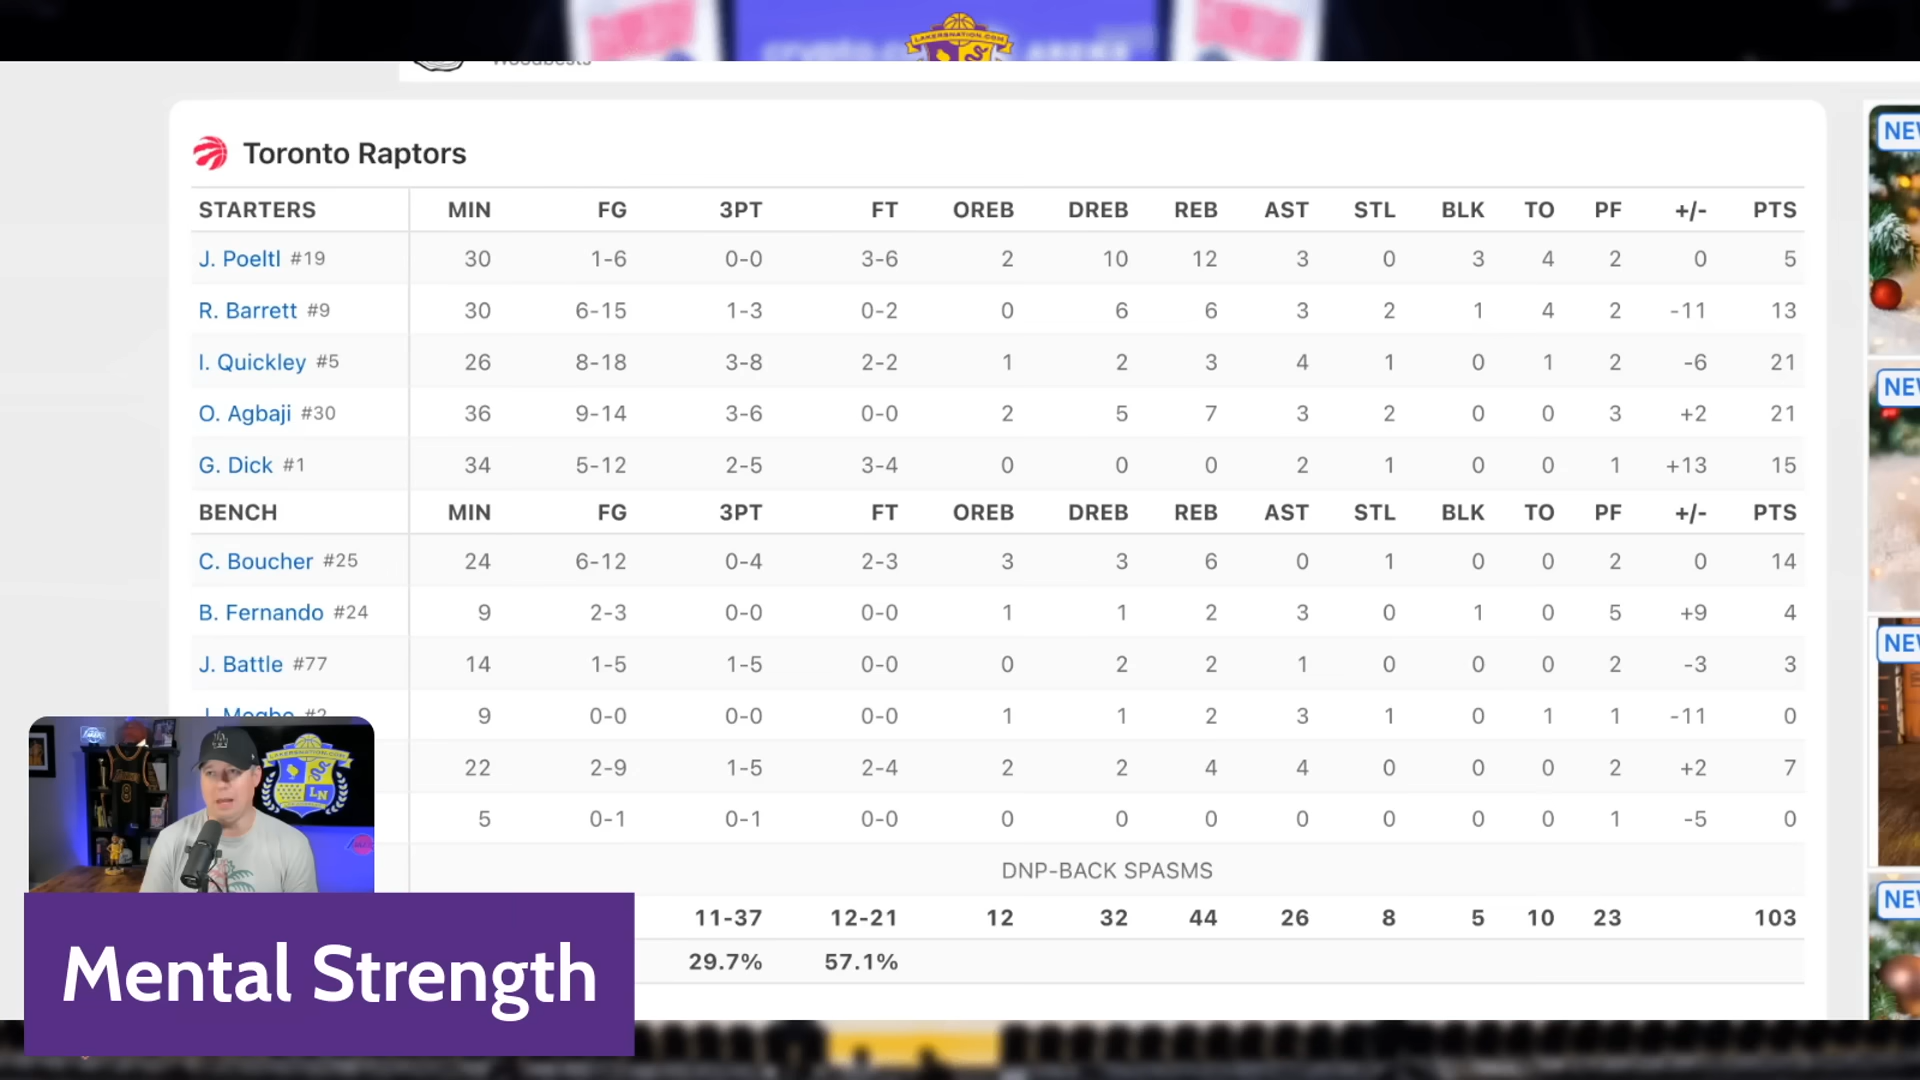 LAKERSNATION.COM
Toronto Raptors
STARTERS MIN FG 3PT FT OREB DREB REB AST STL BLK TO PF +/- PTS
J. Poeltl #19 30 1-6 0-0 3-6 2 10 12 3 0 3 4 2 0 5
R. Barrett #9 30 6-15 1-3 0-2 0 6 6 3 2 1 4 2 -11 13
I. Quickley #5 26 8-18 3-8 2-2 1 2 3 4 1 0 1 2 -6 21
O. Agbaji #30 36 9-14 3-6 0-0 2 5 7 3 2 0 0 3 +2 21
G. Dick #1 34 5-12 2-5 3-4 0 0 0 2 1 0 0 1 +13 15
BENCH MIN FG 3PT FT OREB DREB REB AST STL BLK TO PF +/- PTS
C. Boucher #25 24 6-12 0-4 2-3 3 3 6 0 1 0 0 2 0 14
B. Fernando #24 9 2-3 0-0 0-0 1 1 2 3 0 1 0 5 +9 4
J. Battle #77 14 1-5 1-5 0-0 0 2 2 1 0 0 0 2 -3 3
J. Mogbo #2 9 0-0 0-0 0-0 1 1 2 3 1 0 1 1 -11 0
22 2-9 1-5 2-4 2 2 4 4 0 0 0 2 +2 7
5 0-1 0-1 0-0 0 0 0 0 0 0 0 1 -5 0
DNP-BACK SPASMS
11-37 12-21 12 32 44 26 8 5 10 23 103
29.7% 57.1%
NEW
NEW
NEW
NEW
LAKERSNATION.COM
LN
Mental Strength